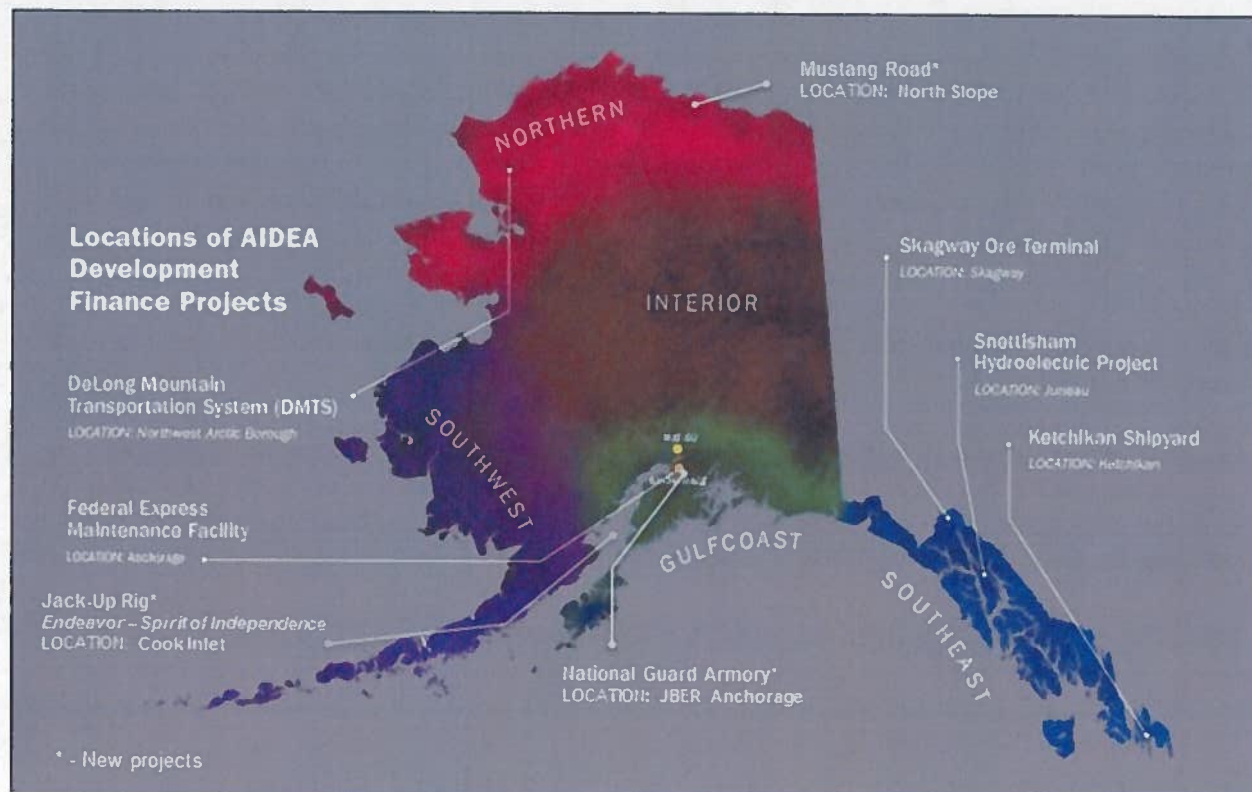 Mustang Road*
LOCATION: North Slope
NORTHERN
Locations of AIDEA
Development
Finance Projects
Skagway Ore Terminal
LOCATION: Skagway
INTERIOR
Snettisham
Hydroelectric Project
LOCATION: Juneau
DeLong Mountain
Transportation System (DMTS)
LOCATION: Northwest Arctic Borough
Ketchikan Shipyard
LOCATION: Ketchikan
SOUTHWEST
Federal Express
Maintenance Facility
LOCATION: Anchorage
GULFCOAST
SOUTHEAST
Jack-Up Rig*
Endeavor – Spirit of Independence
LOCATION: Cook Inlet
National Guard Armory*
LOCATION: JBER Anchorage
* - New projects